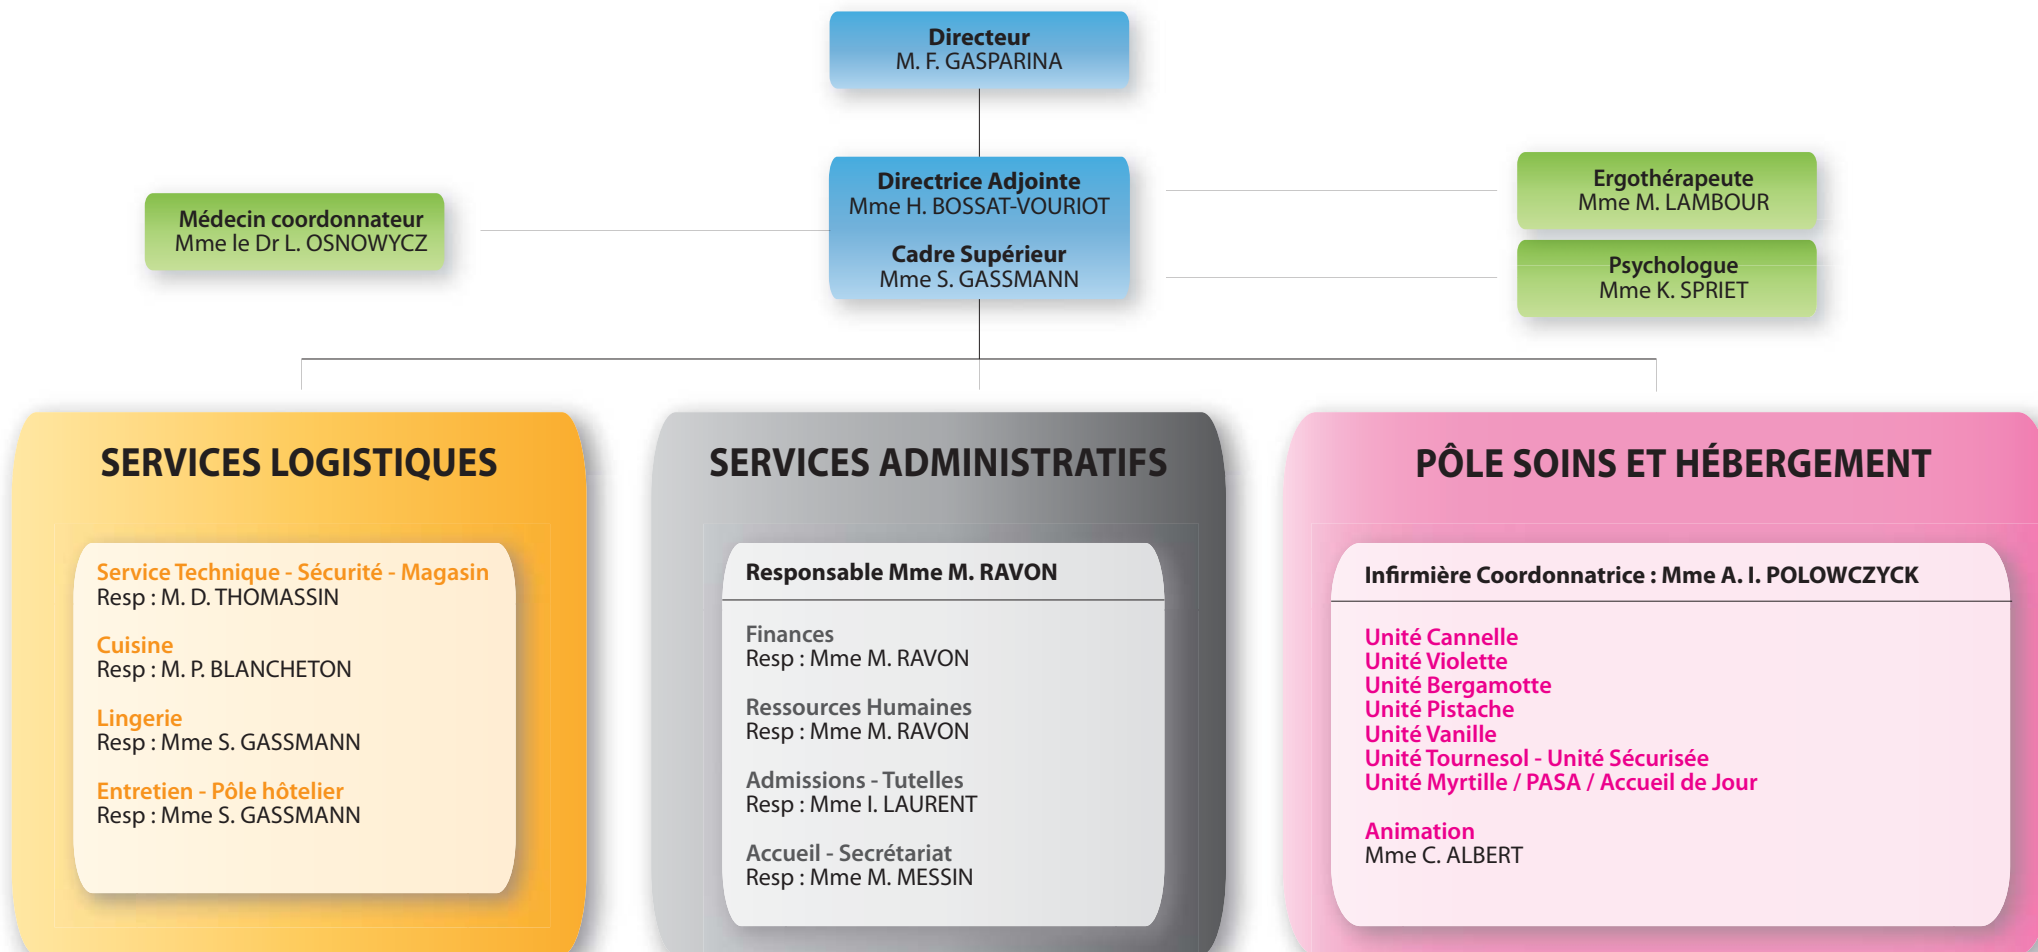 Directeur
M. F. GASPARINA
Directrice Adjointe
Mme H. BOSSAT-VOURIOT
Cadre Supérieur
Mme S. GASSMANN
Médecin coordonnateur
Mme le Dr L. OSNOWYCZ
Ergothérapeute
Mme M. LAMBOUR
Psychologue
Mme K. SPRIET
SERVICES LOGISTIQUES
Service Technique - Sécurité - Magasin
Resp : M. D. THOMASSIN
Cuisine
Resp : M. P. BLANCHETON
Lingerie
Resp : Mme S. GASSMANN
Entretien - Pôle hôtelier
Resp : Mme S. GASSMANN
SERVICES ADMINISTRATIFS
Responsable Mme M. RAVON
Finances
Resp : Mme M. RAVON
Ressources Humaines
Resp : Mme M. RAVON
Admissions - Tutelles
Resp : Mme I. LAURENT
Accueil - Secrétariat
Resp : Mme M. MESSIN
PÔLE SOINS ET HÉBERGEMENT
Infirmière Coordonnatrice : Mme A. I. POLOWCZYCK
Unité Cannelle
Unité Violette
Unité Bergamotte
Unité Pistache
Unité Vanille
Unité Tournesol - Unité Sécurisée
Unité Myrtille / PASA / Accueil de Jour
Animation
Mme C. ALBERT